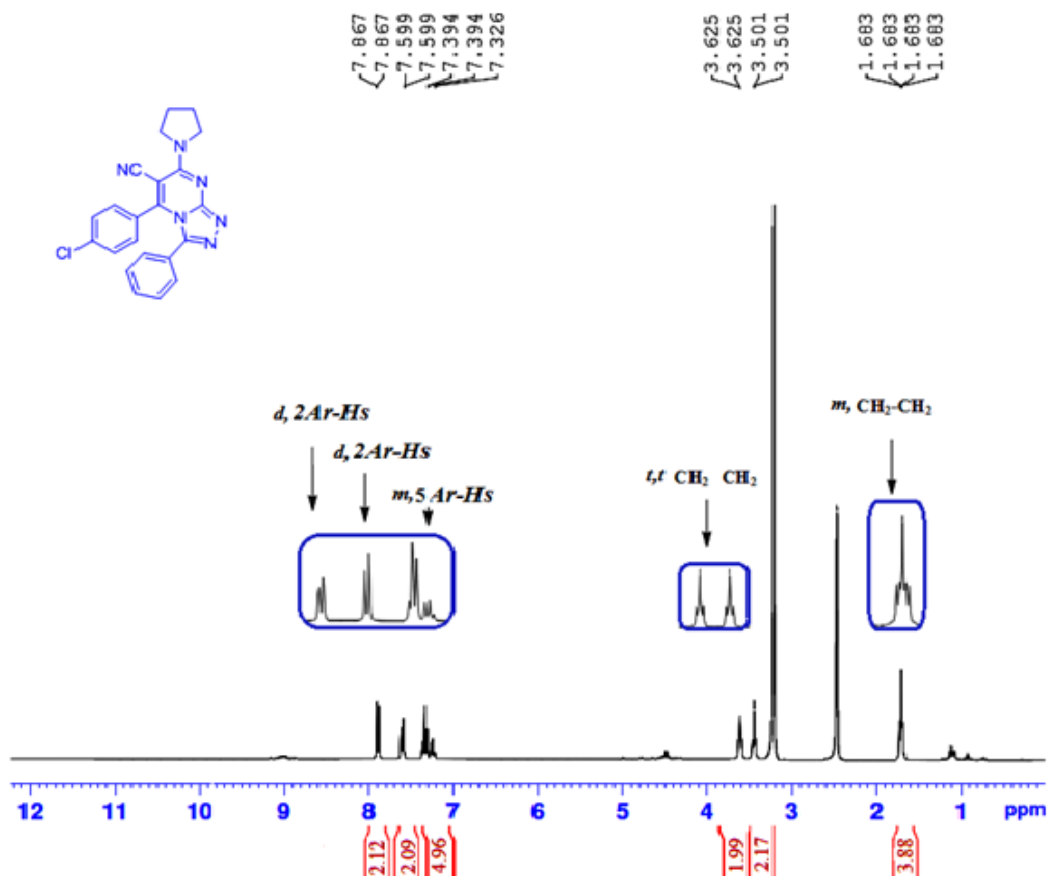 7.867
7.867
7.599
7.599
7.394
7.394
7.326
3.625
3.625
3.501
3.501
1.683
1.683
1.683
1.683
N
CN
N
N
N
N
Cl
d, 2Ar-Hs
d, 2Ar-Hs
m,5 Ar-Hs
t,t CH2 CH2
m, CH2-CH2
12 11 10 9 8 7 6 5 4 3 2 1 ppm
2.12
2.09
4.96
1.99
2.17
3.88